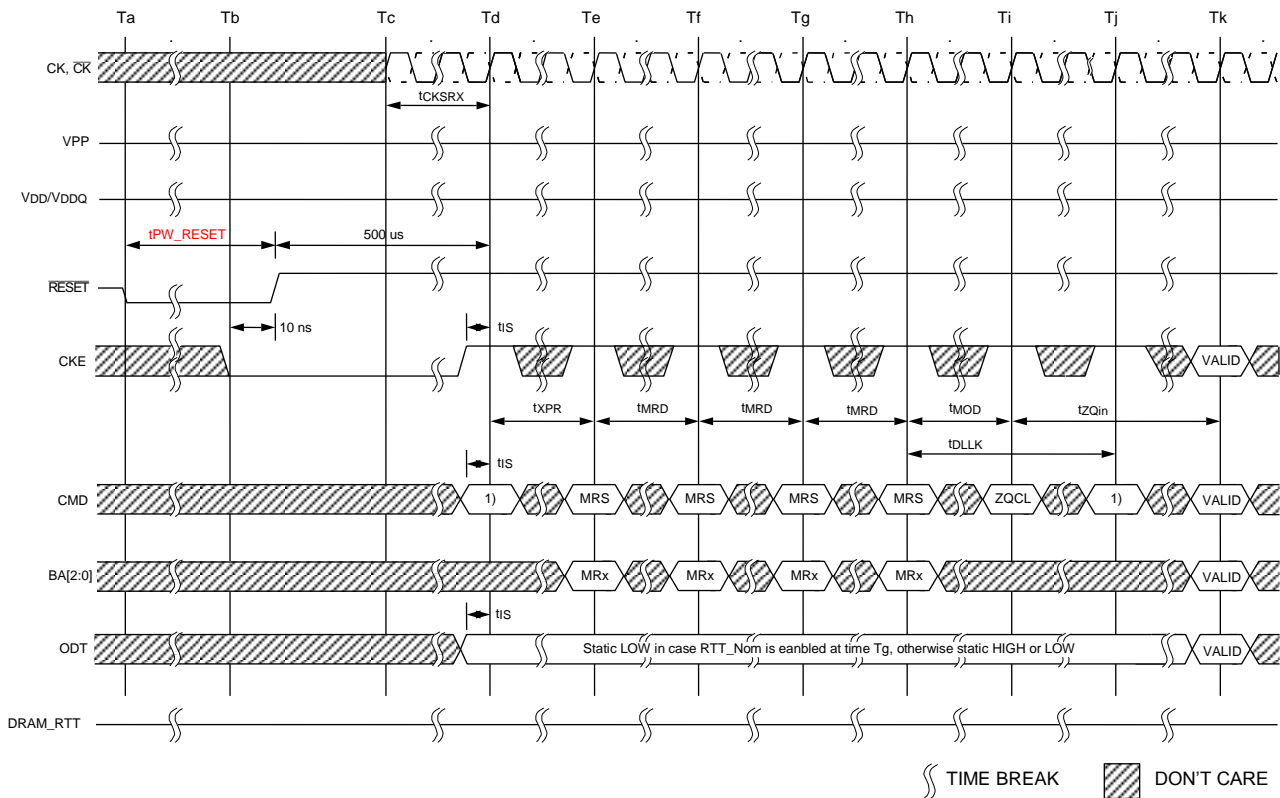 Ta Tb Tc Td Te Tf Tg Th Ti Tj Tk
CK, CK
tCKSRX
VPP
VDD/VDDQ
tPW_RESET 500 us
RESET
10 ns tIS
CKE VALID
tXPR tMRD tMRD tMRD tMOD tZQin
tDLLK
tIS
CMD 1) MRS MRS MRS MRS ZQCL 1) VALID
BA[2:0] MRx MRx MRx MRx VALID
tIS
ODT Static LOW in case RTT_Nom is eanbled at time Tg, otherwise static HIGH or LOW VALID
DRAM_RTT
TIME BREAK DON'T CARE